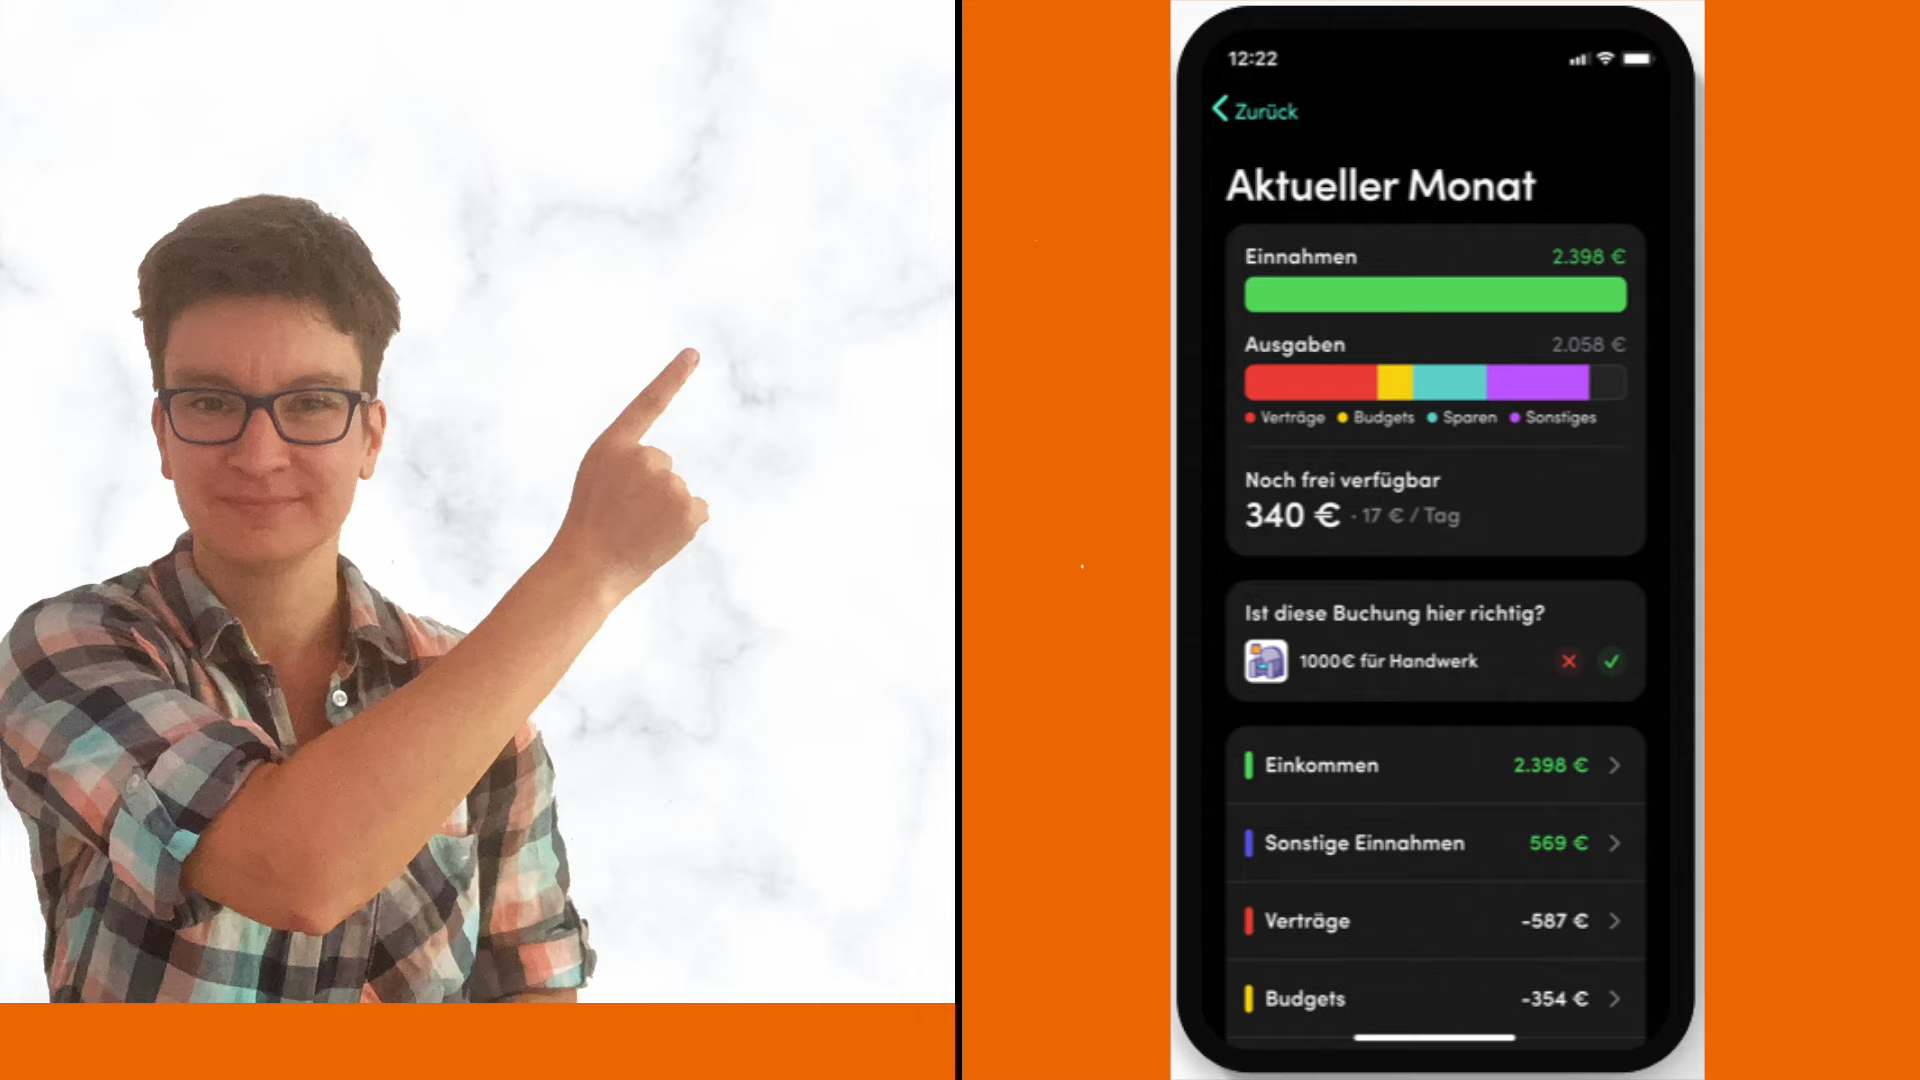 12:22
Zurück
Aktueller Monat
Einnahmen 2.398 €
Ausgaben 2.058 €
Verträge Budgets Sparen Sonstiges
Noch frei verfügbar
340 € · 17 € / Tag
Ist diese Buchung hier richtig?
1000€ für Handwerk
Einkommen 2.398 €
Sonstige Einnahmen 569 €
Verträge -587 €
Budgets -354 €